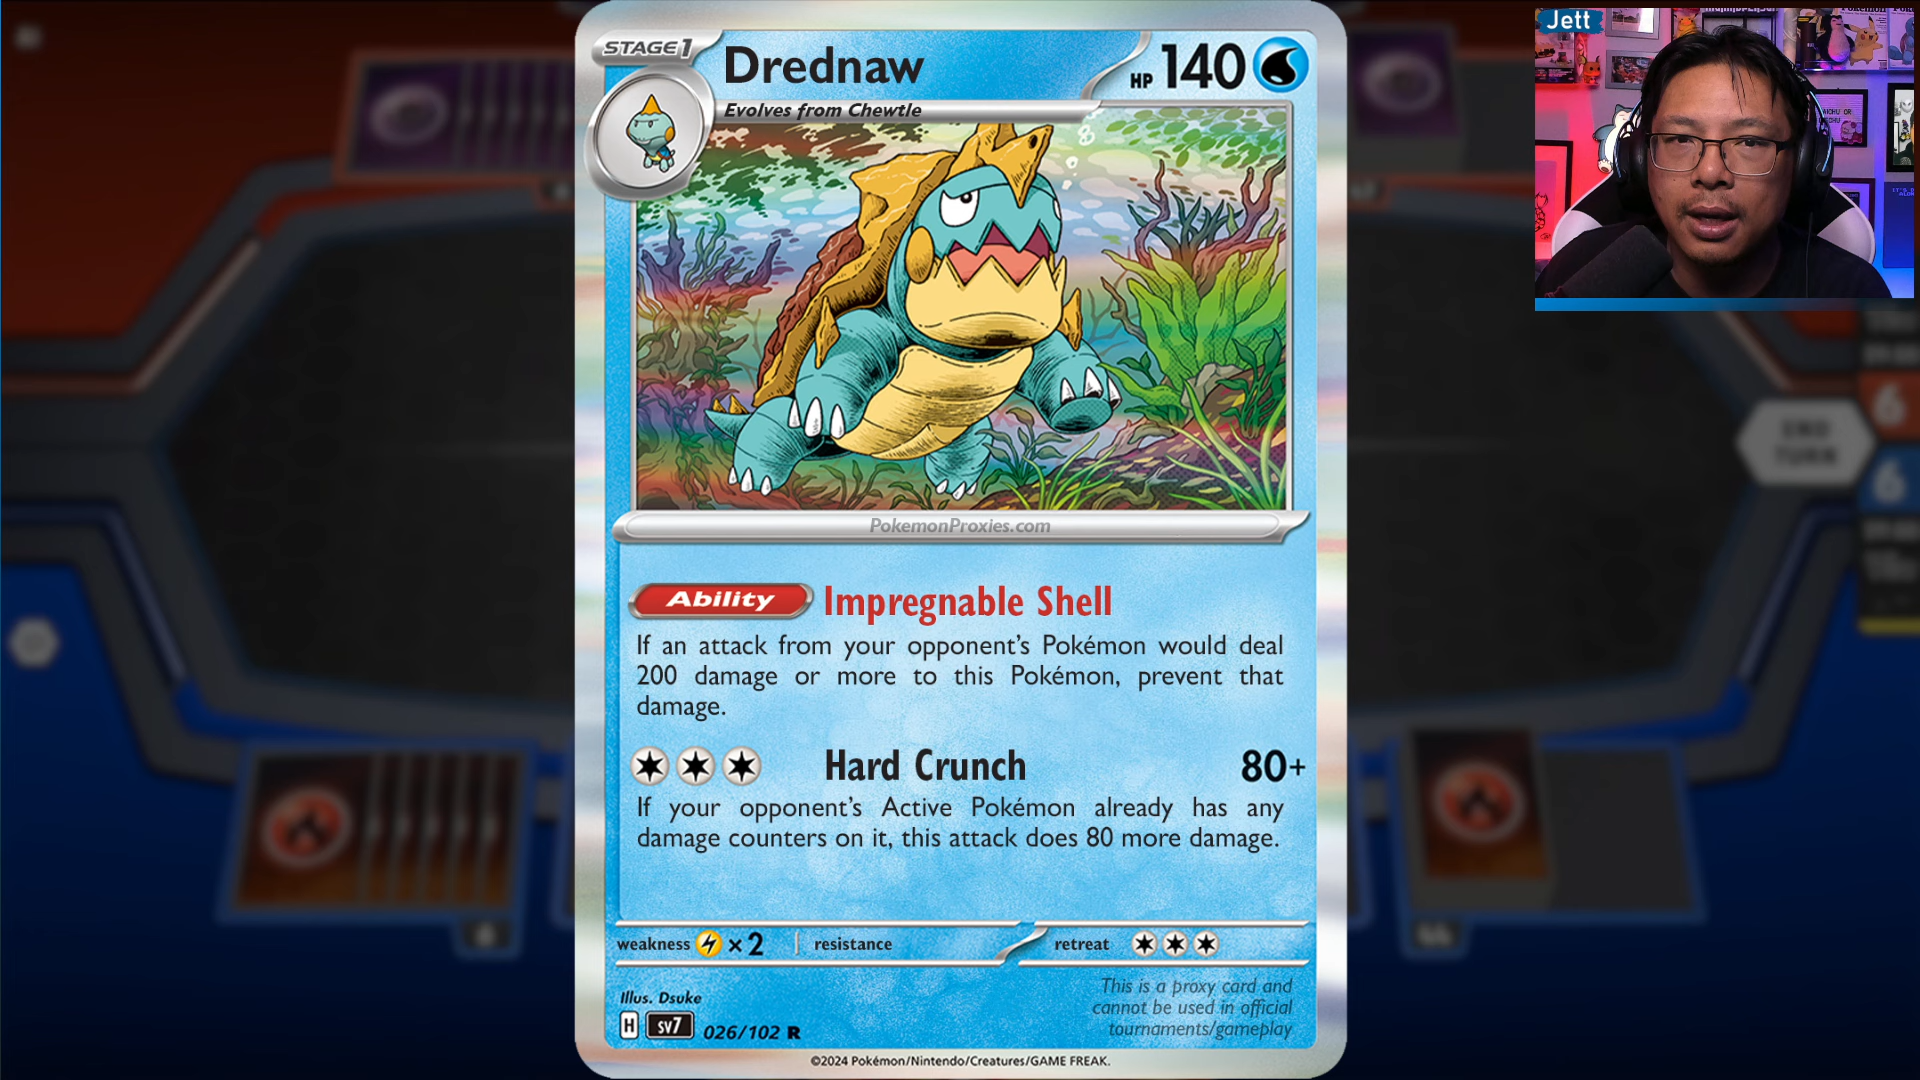 STAGE 1
Drednaw
HP 140
Evolves from Chewtle
Jett
PokemonProxies.com
Ability Impregnable Shell
If an attack from your opponent's Pokémon would deal
200 damage or more to this Pokémon, prevent that
damage.
Hard Crunch 80+
If your opponent's Active Pokémon already has any
damage counters on it, this attack does 80 more damage.
weakness ×2 resistance retreat
Illus. Dsuke
H sv7 026/102 R
This is a proxy card and
cannot be used in official
tournaments/gameplay
©2024 Pokémon/Nintendo/Creatures/GAME FREAK.
END
TURN
6
6